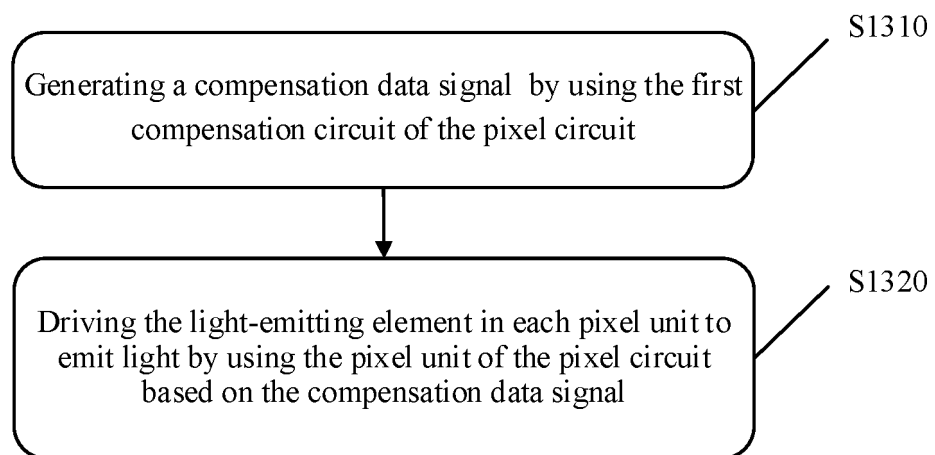 S1310
Generating a compensation data signal by using the first
compensation circuit of the pixel circuit
S1320
Driving the light-emitting element in each pixel unit to
emit light by using the pixel unit of the pixel circuit
based on the compensation data signal